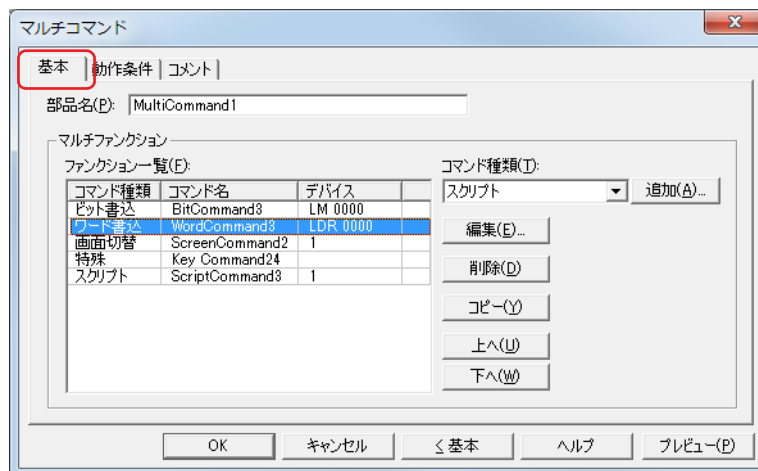 マルチコマンド
基本 動作条件 コメント
部品名(P): MultiCommand1
マルチファンクション
ファンクション一覧(F):
コマンド種類 コマンド名 デバイス
ビット書込 BitCommand3 LM 0000
ワード書込 WordCommand3 LDR 0000
画面切替 ScreenCommand2 1
特殊 Key Command24
スクリプト ScriptCommand3 1
コマンド種類(T):
スクリプト 追加(A)...
編集(E)...
削除(D)
コピー(Y)
上へ(U)
下へ(W)
OK キャンセル < 基本 ヘルプ プレビュー(P)